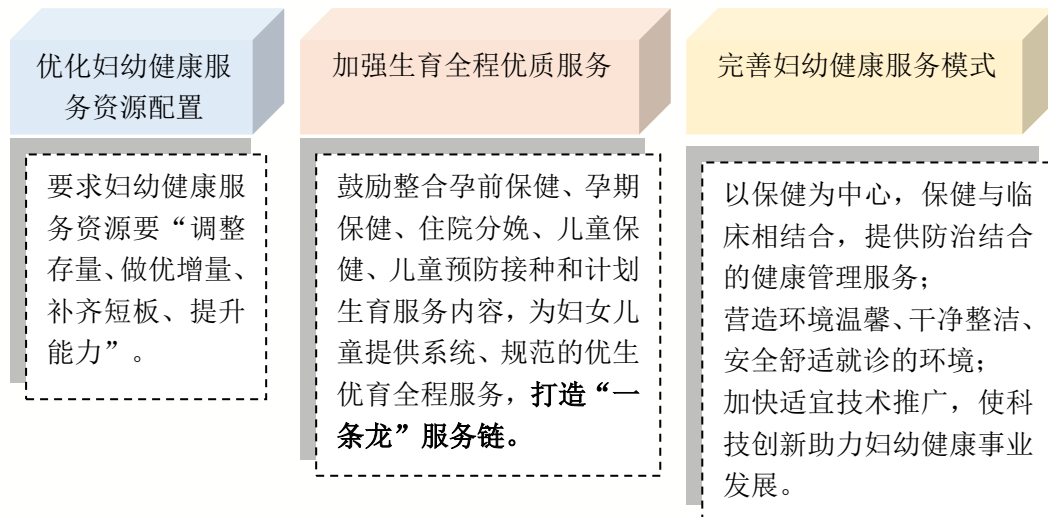 优化妇幼健康服
务资源配置
要求妇幼健康服
务资源要“调整
存量、做优增量、
补齐短板、提升
能力”。
加强生育全程优质服务
鼓励整合孕前保健、孕期
保健、住院分娩、儿童保
健、儿童预防接种和计划
生育服务内容，为妇女儿
童提供系统、规范的优生
优育全程服务，打造“一
条龙”服务链。
完善妇幼健康服务模式
以保健为中心，保健与临
床相结合，提供防治结合
的健康管理服务；
营造环境温馨、干净整洁、
安全舒适就诊的环境；
加快适宜技术推广，使科
技创新助力妇幼健康事业
发展。